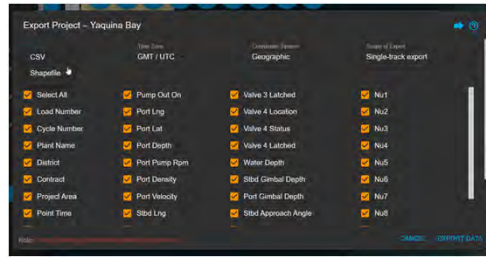 Export Project – Yaquina Bay
Time Zone
Coordinate System
Scope of Export
CSV
GMT / UTC
Geographic
Single-track export
Shapefile
Select All
Pump Out On
Valve 3 Latched
Nu1
Load Number
Port Lng
Valve 4 Location
Nu2
Cycle Number
Port Lat
Valve 4 Status
Nu3
Plant Name
Port Depth
Valve 4 Latched
Nu4
District
Port Pump Rpm
Water Depth
Nu5
Contract
Port Density
Stbd Gimbal Depth
Nu6
Project Area
Port Velocity
Port Gimbal Depth
Nu7
Point Time
Stbd Lng
Stbd Approach Angle
Nu8
CANCEL
EXPORT DATA